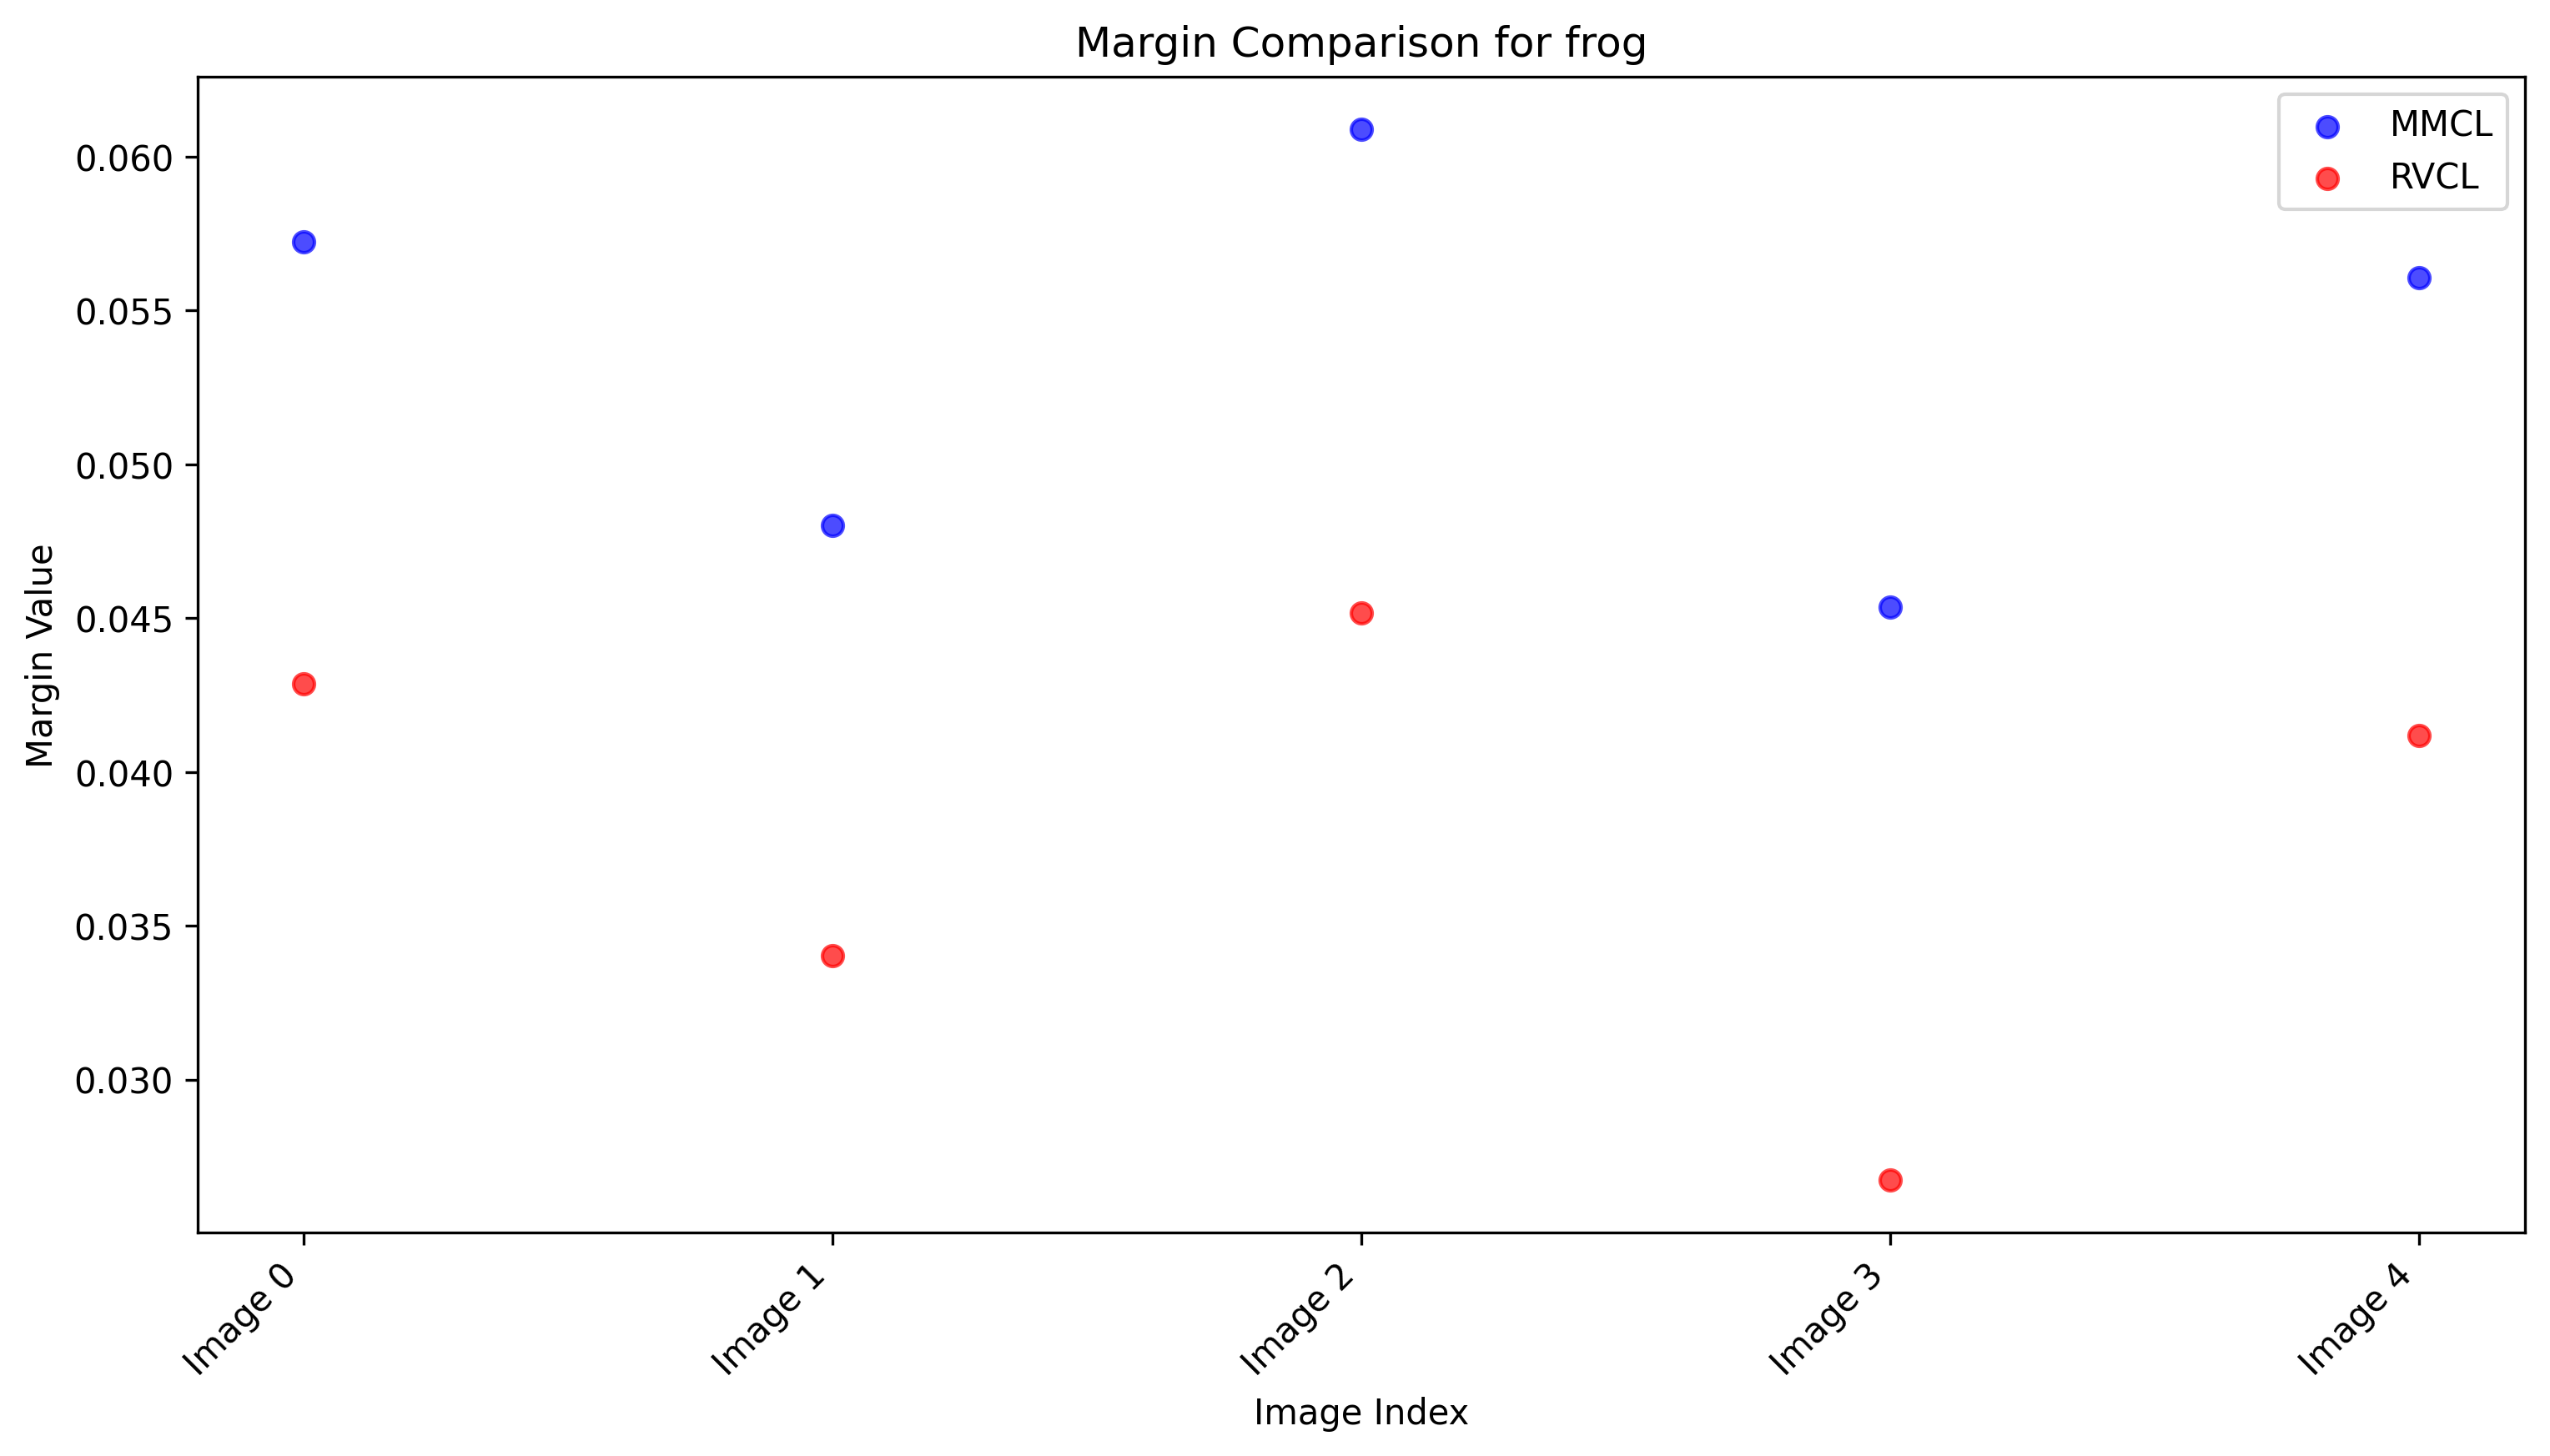 Margin Comparison for frog
MMCL
RVCL
Margin Value
0.060
0.055
0.050
0.045
0.040
0.035
0.030
Image 0
Image 1
Image 2
Image 3
Image 4
Image Index